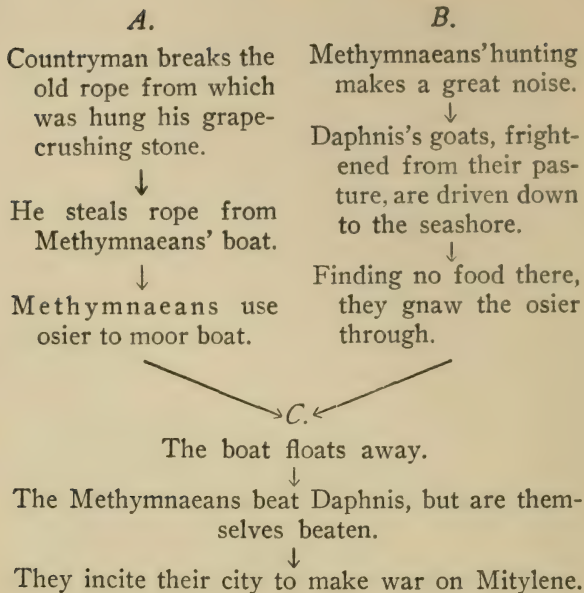 A.
Countryman breaks the
old rope from which
was hung his grape-
crushing stone.
He steals rope from
Methymnaeans' boat.
Methymnaeans use
osier to moor boat.
B.
Methymnaeans' hunting
makes a great noise.
Daphnis's goats, fright-
ened from their pas-
ture, are driven down
to the seashore.
Finding no food there,
they gnaw the osier
through.
C.
The boat floats away.
The Methymnaeans beat Daphnis, but are them-
selves beaten.
They incite their city to make war on Mitylene.